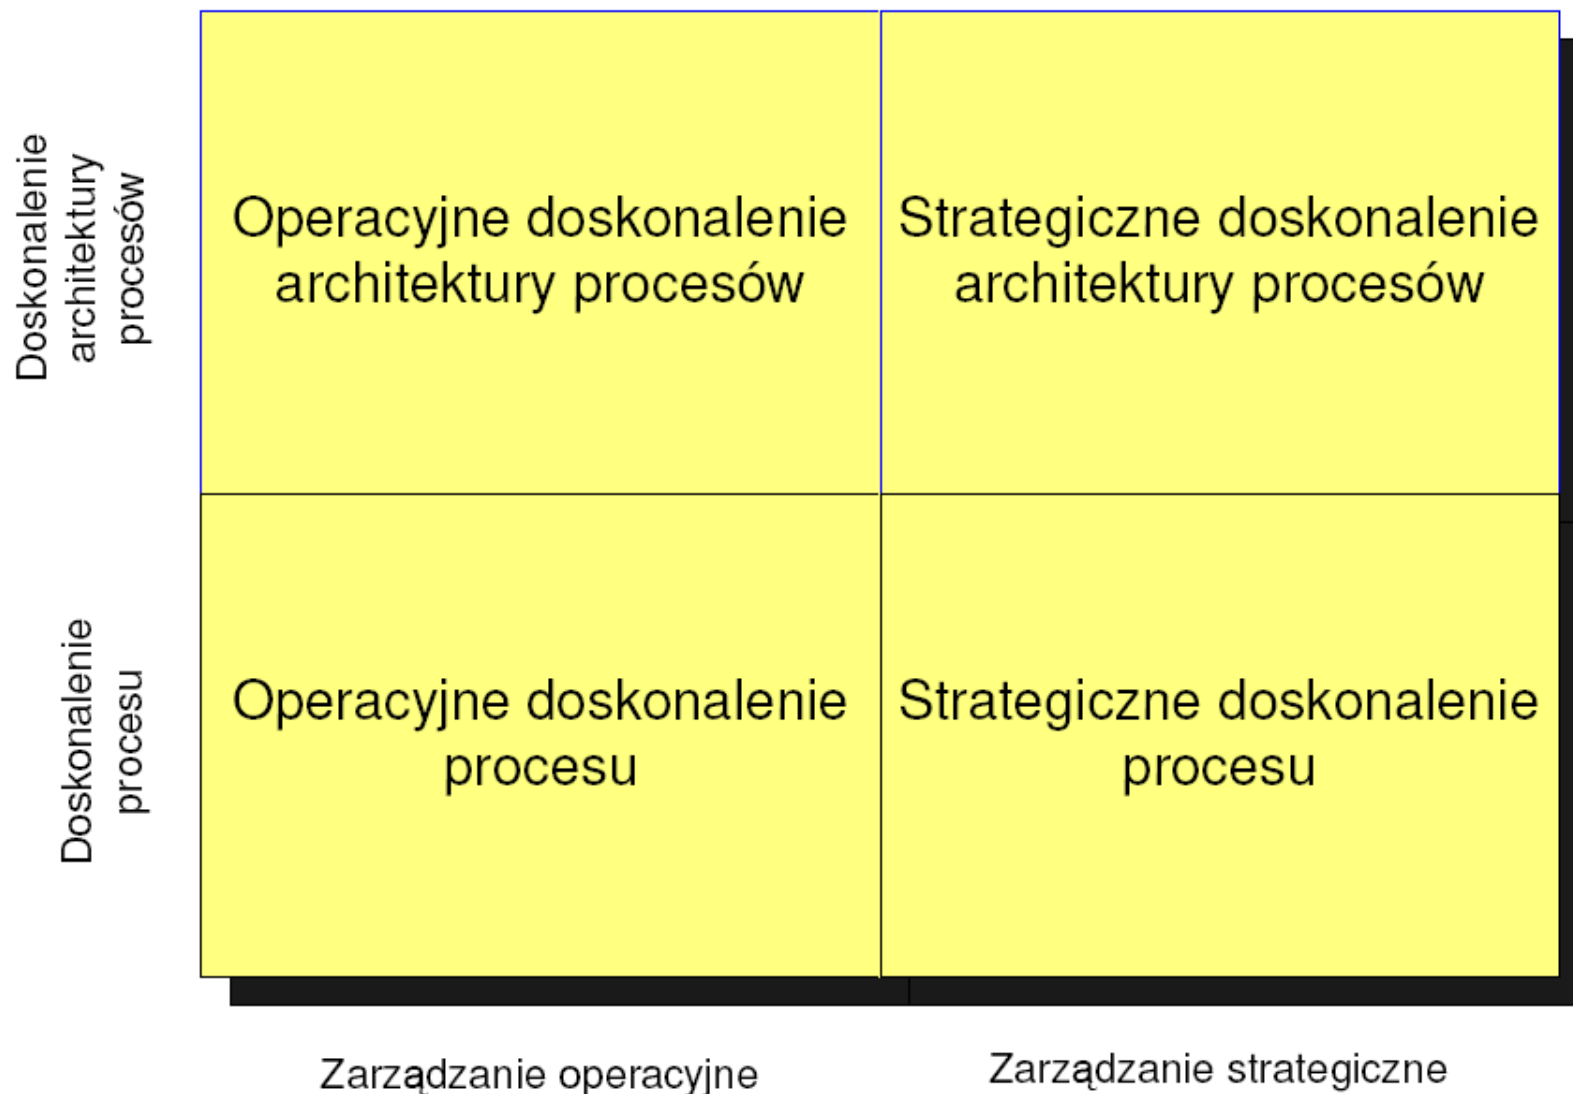 Doskonalenie
architektury
procesów
Operacyjne doskonalenie
architektury procesów
Strategiczne doskonalenie
architektury procesów
Doskonalenie
procesu
Operacyjne doskonalenie
procesu
Strategiczne doskonalenie
procesu
Zarządzanie operacyjne
Zarządzanie strategiczne